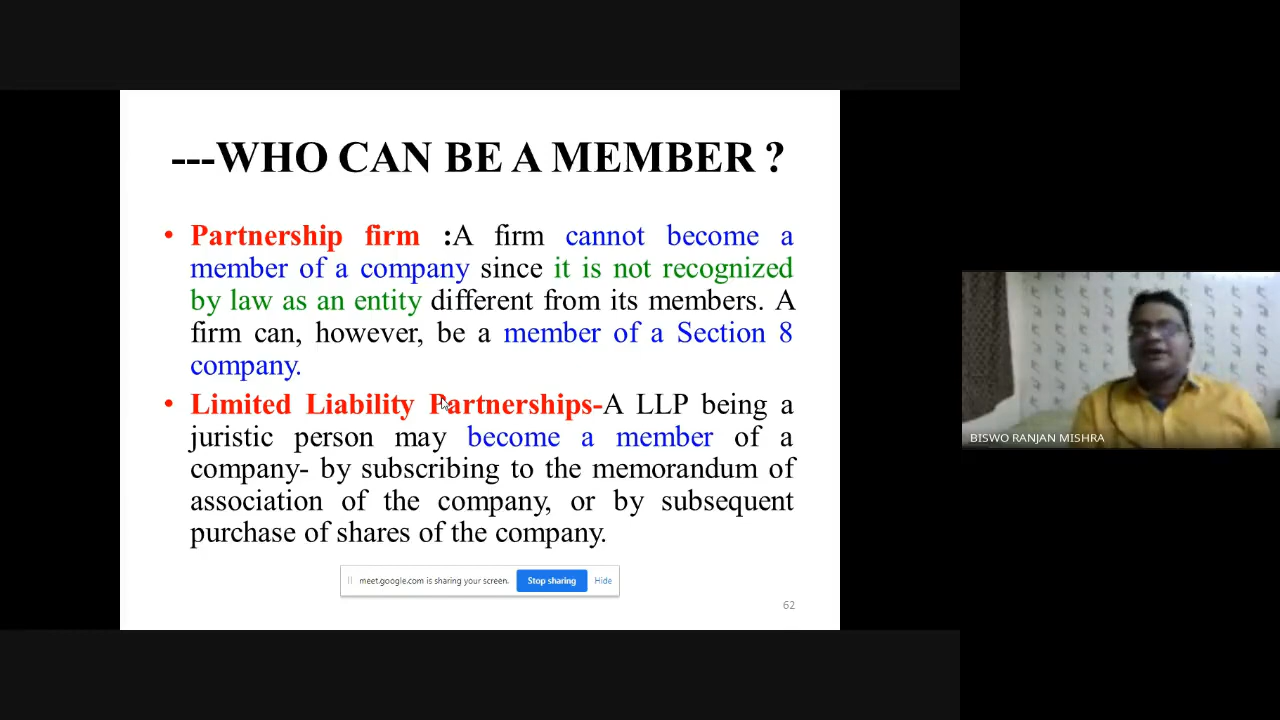 ---WHO CAN BE A MEMBER ?
• Partnership firm :A firm cannot become a
member of a company since it is not recognized
by law as an entity different from its members. A
firm can, however, be a member of a Section 8
company.
• Limited Liability Partnerships-A LLP being a
juristic person may become a member of a
company- by subscribing to the memorandum of
association of the company, or by subsequent
purchase of shares of the company.
meet.google.com is sharing your screen. Stop sharing Hide
62
BISWO RANJAN MISHRA